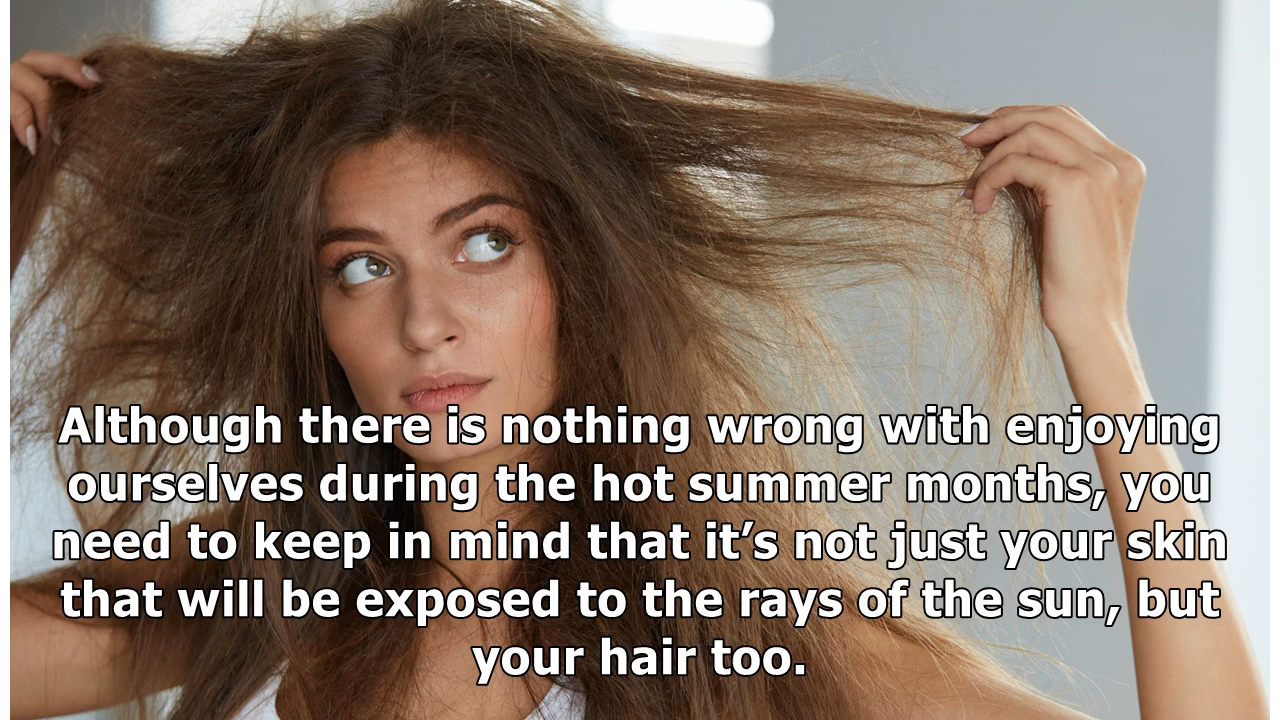 Although there is nothing wrong with enjoying
ourselves during the hot summer months, you
need to keep in mind that it’s not just your skin
that will be exposed to the rays of the sun, but
your hair too.